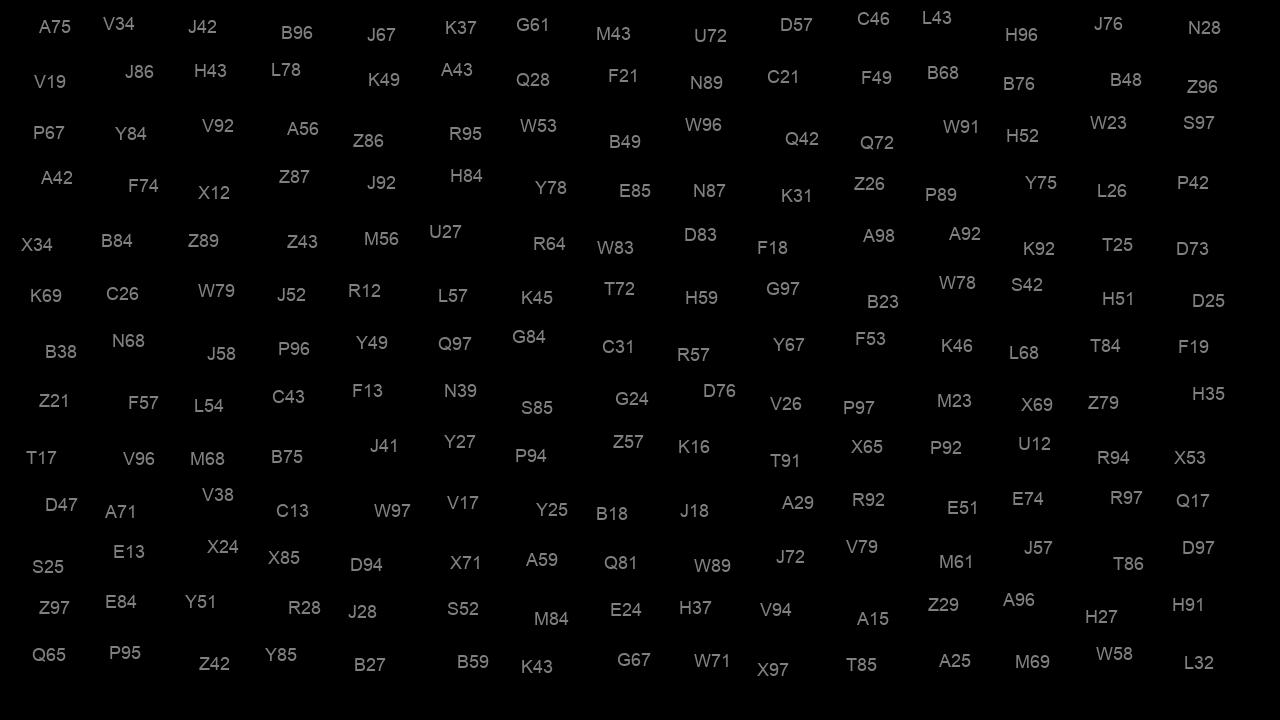 A75 V34 J42 B96 J67 K37 G61 M43 U72 D57 C46 L43 H96 J76 N28
V19 J86 H43 L78 K49 A43 Q28 F21 N89 C21 F49 B68 B76 B48 Z96
P67 Y84 V92 A56 Z86 R95 W53 B49 W96 Q42 Q72 W91 H52 W23 S97
A42 F74 X12 Z87 J92 H84 Y78 E85 N87 K31 Z26 P89 Y75 L26 P42
X34 B84 Z89 Z43 M56 U27 R64 W83 D83 F18 A98 A92 K92 T25 D73
K69 C26 W79 J52 R12 L57 K45 T72 H59 G97 B23 W78 S42 H51 D25
B38 N68 J58 P96 Y49 Q97 G84 C31 R57 Y67 F53 K46 L68 T84 F19
Z21 F57 L54 C43 F13 N39 S85 G24 D76 V26 P97 M23 X69 Z79 H35
T17 V96 M68 B75 J41 Y27 P94 Z57 K16 T91 X65 P92 U12 R94 X53
D47 A71 V38 C13 W97 V17 Y25 B18 J18 A29 R92 E51 E74 R97 Q17
S25 E13 X24 X85 D94 X71 A59 Q81 W89 J72 V79 M61 J57 T86 D97
Z97 E84 Y51 R28 J28 S52 M84 E24 H37 V94 A15 Z29 A96 H27 H91
Q65 P95 Z42 Y85 B27 B59 K43 G67 W71 X97 T85 A25 M69 W58 L32